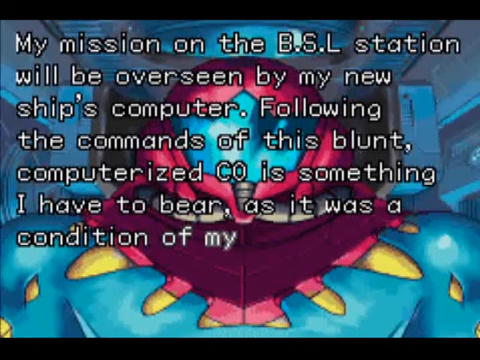 My mission on the B.S.L station
will be overseen by my new
ship's computer. Following
the commands of this blunt,
computerized CO is something
I have to bear, as it was a
condition of my